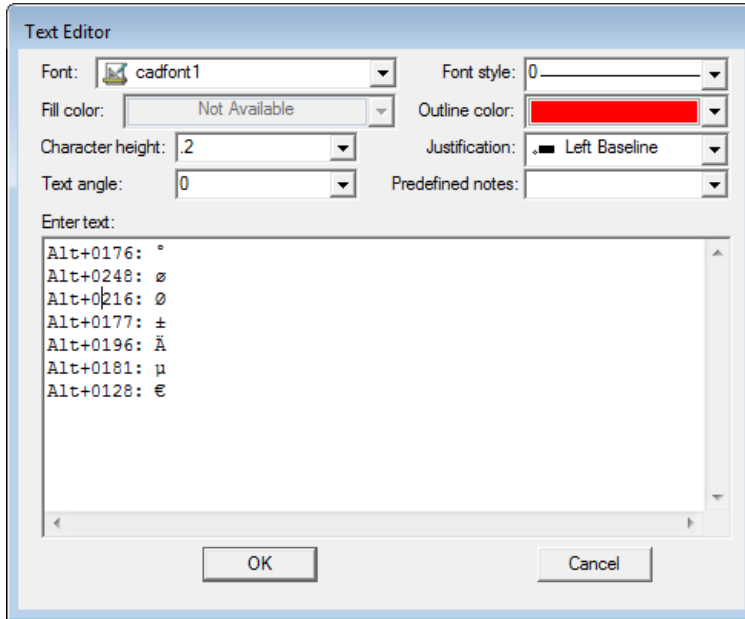 Text Editor
Font: cadfont1 Font style: 0
Fill color: Not Available Outline color:
Character height: .2 Justification: Left Baseline
Text angle: 0 Predefined notes:
Enter text:
Alt+0176: °
Alt+0248: ø
Alt+0216: Ø
Alt+0177: ±
Alt+0196: Ä
Alt+0181: µ
Alt+0128: €
OK Cancel